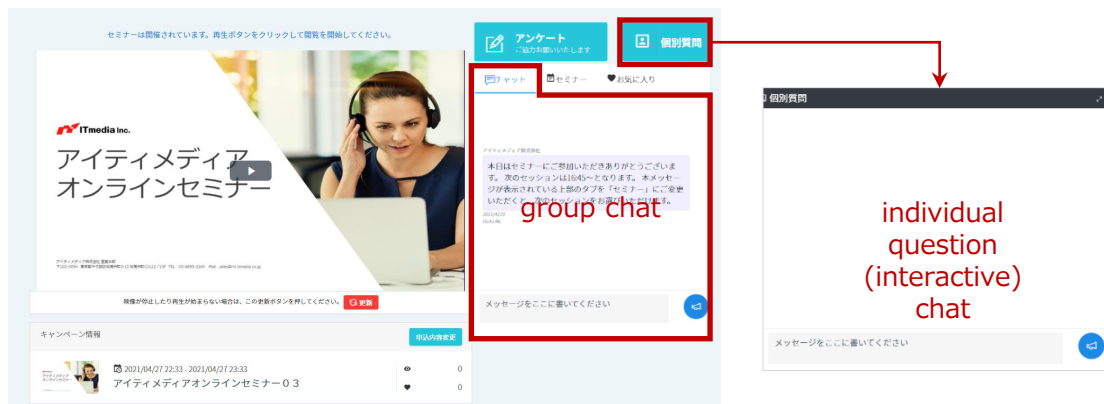 セミナーは開催されています。再生ボタンをクリックして閲覧を開始してください。
ITmedia Inc.
アイティメディア
オンラインセミナー
映像が停止したり再生が始まらない場合は、この更新ボタンを押してください。 更新
キャンペーン情報
申込内容変更
2021/04/27 22:33 - 2021/04/27 23:33
アイティメディアオンラインセミナー０３
0
0
アンケート
ご協力お願いいたします
個別質問
チャット
セミナー
お気に入り
アイティメディア株式会社
本日はセミナーにご参加いただきありがとうございま
す。 次のセッションは16:45～となります。 本メッセー
ジが表示されている上部のタブを「セミナー」にご変更
いただくと、次のセッションをお選びいただけます。
group chat
メッセージをここに書いてください
個別質問
individual
question
(interactive)
chat
メッセージをここに書いてください